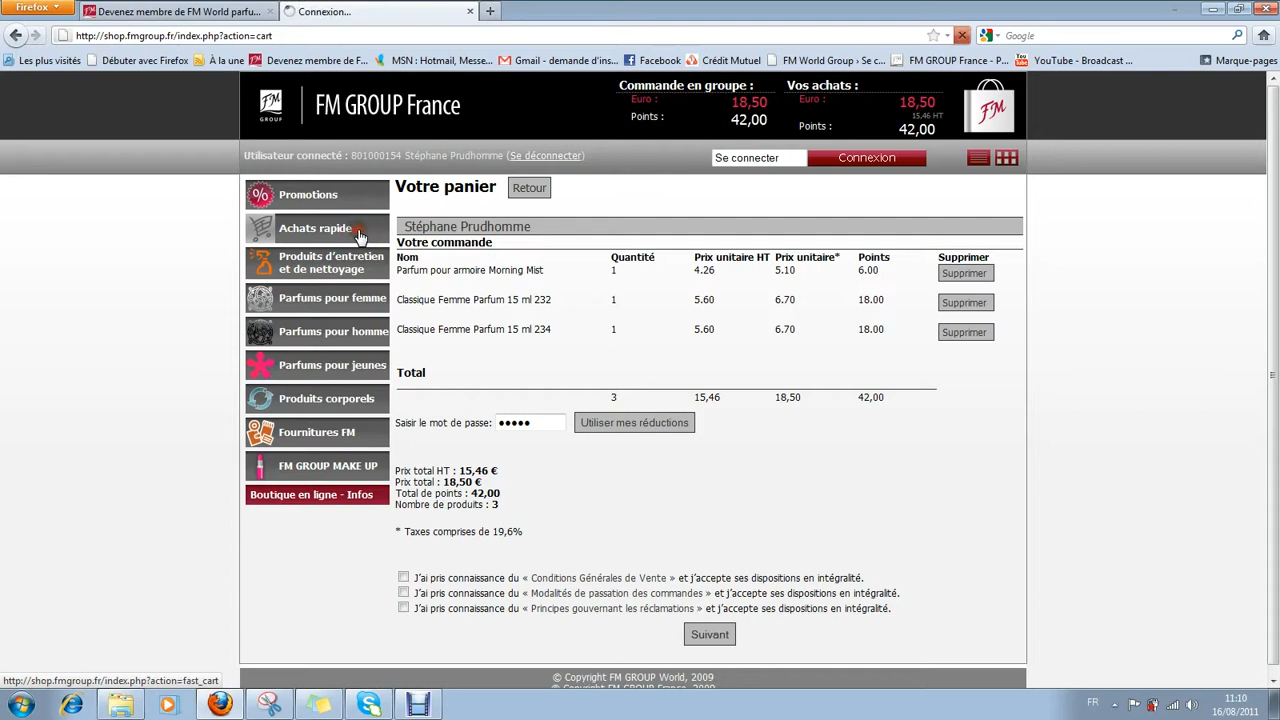 Firefox
Devenez membre de FM World parfu...
Connexion...
http://shop.fmgroup.fr/index.php?action=cart
Google
Les plus visités
Débuter avec Firefox
À la une
Devenez membre de F...
MSN : Hotmail, Messe...
Gmail - demande d'ins...
Facebook
Crédit Mutuel
FM World Group › Se c...
FM GROUP France - P...
YouTube - Broadcast ...
Marque-pages
FM GROUP
FM GROUP France
Commande en groupe :
Euro : 18,50
Points : 42,00
Vos achats :
Euro : 18,50
15,46 HT
Points : 42,00
FM
Utilisateur connecté : 801000154 Stéphane Prudhomme (Se déconnecter)
Se connecter
Connexion
Promotions
Achats rapide
Produits d'entretien
et de nettoyage
Parfums pour femme
Parfums pour homme
Parfums pour jeunes
Produits corporels
Fournitures FM
FM GROUP MAKE UP
Boutique en ligne - Infos
Votre panier
Retour
Stéphane Prudhomme
Votre commande
Nom Quantité Prix unitaire HT Prix unitaire* Points Supprimer
Parfum pour armoire Morning Mist 1 4.26 5.10 6.00 Supprimer
Classique Femme Parfum 15 ml 232 1 5.60 6.70 18.00 Supprimer
Classique Femme Parfum 15 ml 234 1 5.60 6.70 18.00 Supprimer
Total
3 15,46 18,50 42,00
Saisir le mot de passe: ●●●●● Utiliser mes réductions
Prix total HT : 15,46 €
Prix total : 18,50 €
Total de points : 42,00
Nombre de produits : 3
* Taxes comprises de 19,6%
J'ai pris connaissance du « Conditions Générales de Vente » et j'accepte ses dispositions en intégralité.
J'ai pris connaissance du « Modalités de passation des commandes » et j'accepte ses dispositions en intégralité.
J'ai pris connaissance du « Principes gouvernant les réclamations » et j'accepte ses dispositions en intégralité.
Suivant
© Copyright FM GROUP World, 2009
© Copyright FM GROUP France, 2009
http://shop.fmgroup.fr/index.php?action=fast_cart
FR
11:10
16/08/2011